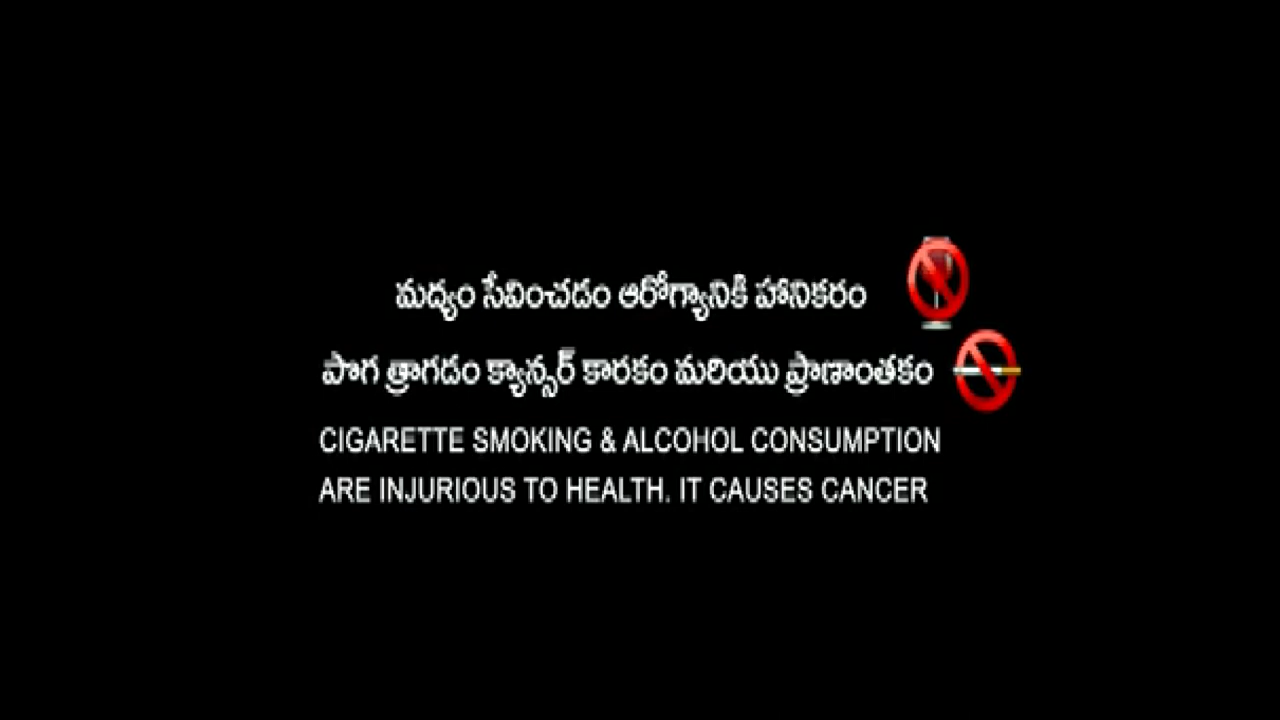 మద్యం సేవించడం ఆరోగ్యానికి హానికరం
పొగ త్రాగడం క్యాన్సర్ కారకం మరియు ప్రాణాంతకం
CIGARETTE SMOKING & ALCOHOL CONSUMPTION
ARE INJURIOUS TO HEALTH. IT CAUSES CANCER